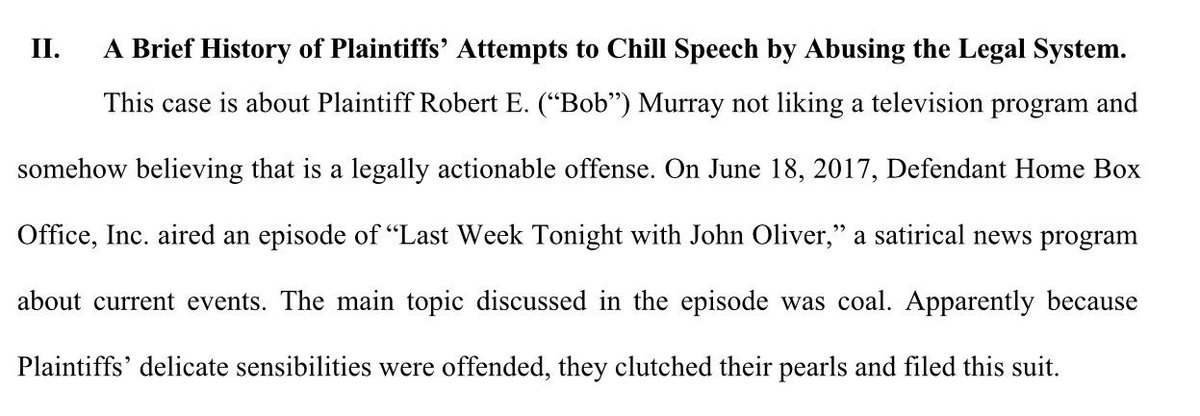 II. A Brief History of Plaintiffs’ Attempts to Chill Speech by Abusing the Legal System.
This case is about Plaintiff Robert E. (“Bob”) Murray not liking a television program and
somehow believing that is a legally actionable offense. On June 18, 2017, Defendant Home Box
Office, Inc. aired an episode of “Last Week Tonight with John Oliver,” a satirical news program
about current events. The main topic discussed in the episode was coal. Apparently because
Plaintiffs’ delicate sensibilities were offended, they clutched their pearls and filed this suit.